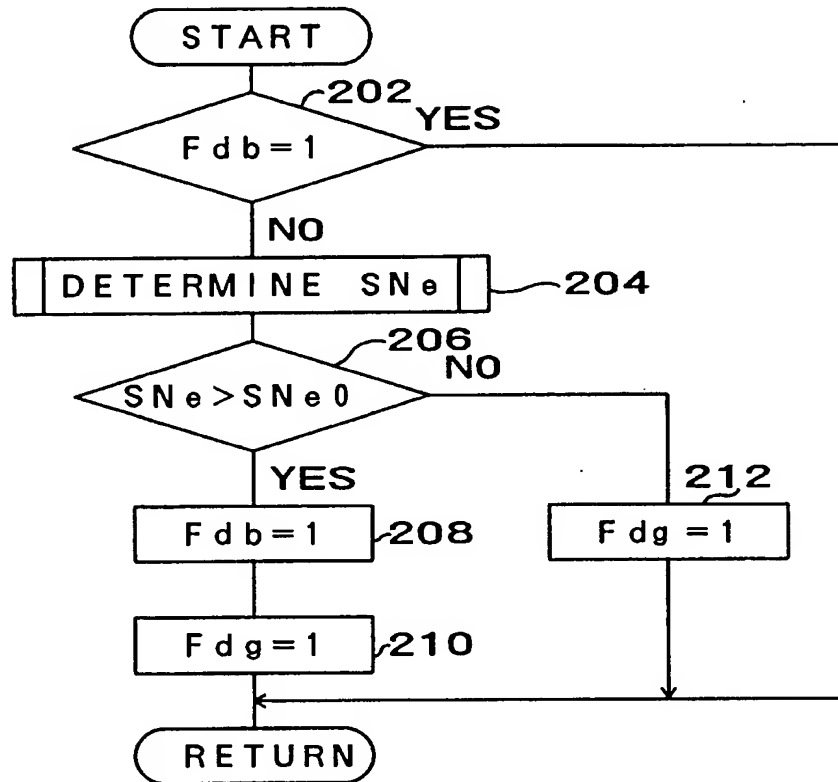 START
202
YES
Fdb=1
NO
DETERMINE SNe
204
206
NO
SNe>SNe0
YES
212
Fdb=1
208
Fdg=1
Fdg=1
210
RETURN